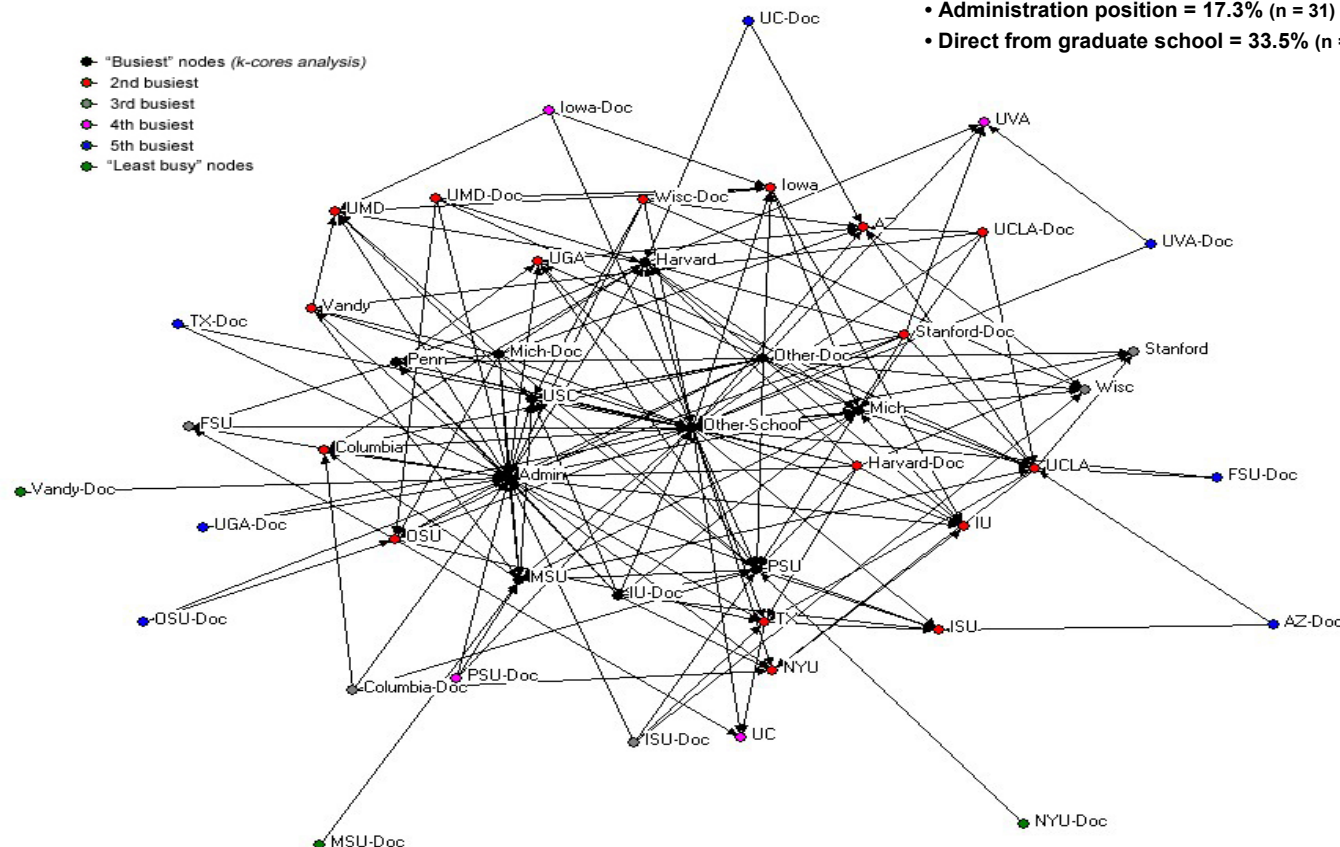 • Administration position = 17.3% (n = 31)
• Direct from graduate school = 33.5% (n =
"Busiest" nodes (k-cores analysis)
2nd busiest
3rd busiest
4th busiest
5th busiest
"Least busy" nodes
UC-Doc
Iowa-Doc
UVA
Iowa
UMD-Doc
Wisc-Doc
UMD
AZ
UCLA-Doc
UVA-Doc
UGA
Harvard
Vandy
TX-Doc
Stanford-Doc
Mich-Doc
Other-Doc
Stanford
Penn
Wisc
USC
Mich
FSU
Other-School
Columbia
Harvard-Doc
UCLA
Admin
FSU-Doc
Vandy-Doc
UGA-Doc
IU
OSU
PSU
MSU
IU-Doc
OSU-Doc
TX
ISU
AZ-Doc
NYU
PSU-Doc
Columbia-Doc
UC
ISU-Doc
NYU-Doc
MSU-Doc